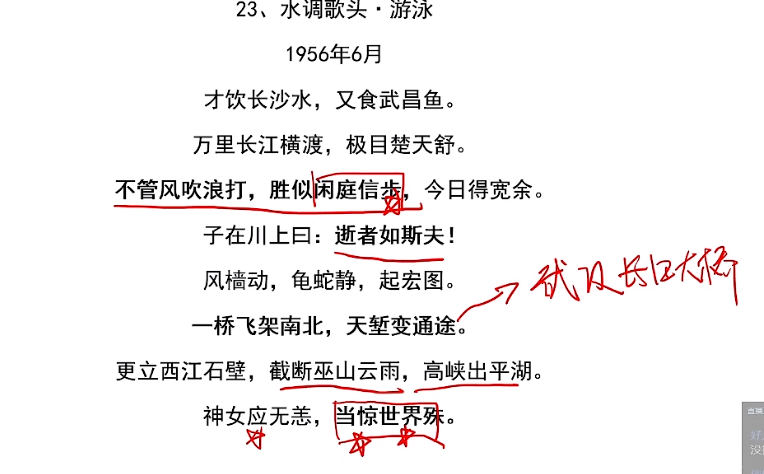 23、水调歌头·游泳
1956年6月
才饮长沙水，又食武昌鱼。
万里长江横渡，极目楚天舒。
不管风吹浪打，胜似闲庭信步，今日得宽余。
子在川上曰：逝者如斯夫！
风樯动，龟蛇静，起宏图。
一桥飞架南北，天堑变通途。
武汉长江大桥
更立西江石壁，截断巫山云雨，高峡出平湖。
神女应无恙，当惊世界殊。